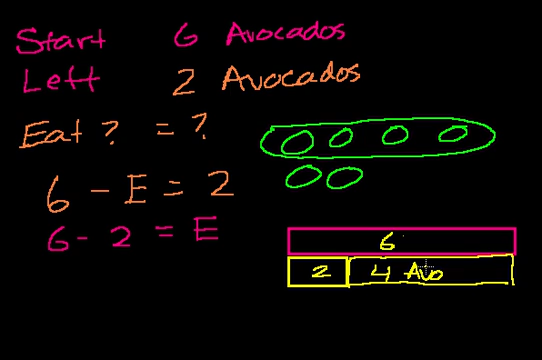 Start 6 Avocados
Left 2 Avocados
Eat ? = ?
6 - E = 2
6 - 2 = E
6
2 4 Avo